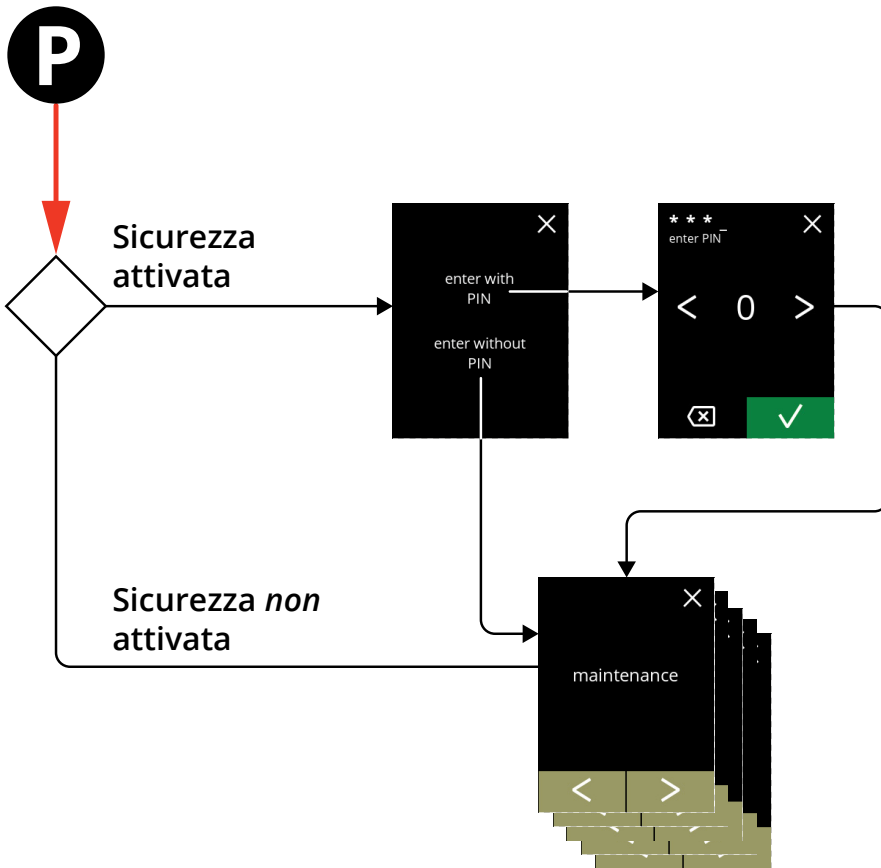 P
Sicurezza
attivata
enter with
PIN
enter without
PIN
* * * _
enter PIN
< 0 >
Sicurezza non
attivata
maintenance
< >